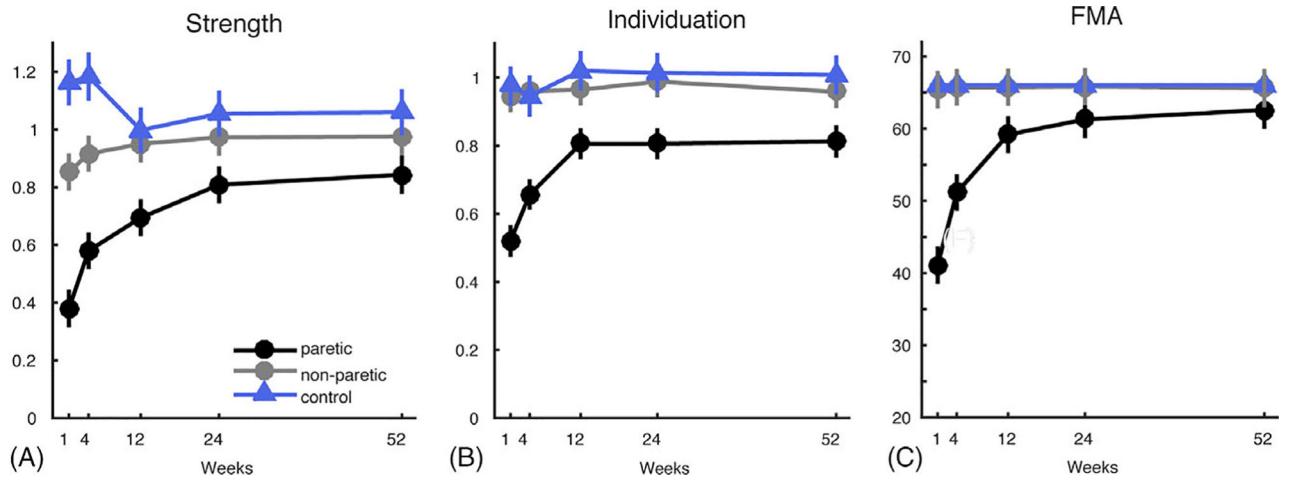 Strength
1.2
1
0.8
0.6
0.4
0.2
0
paretic
non-paretic
control
1 4 12 24 52
(A)
Weeks
Individuation
1
0.8
0.6
0.4
0.2
0
1 4 12 24 52
(B)
Weeks
FMA
70
60
50
40
30
20
1 4 12 24 52
(C)
Weeks